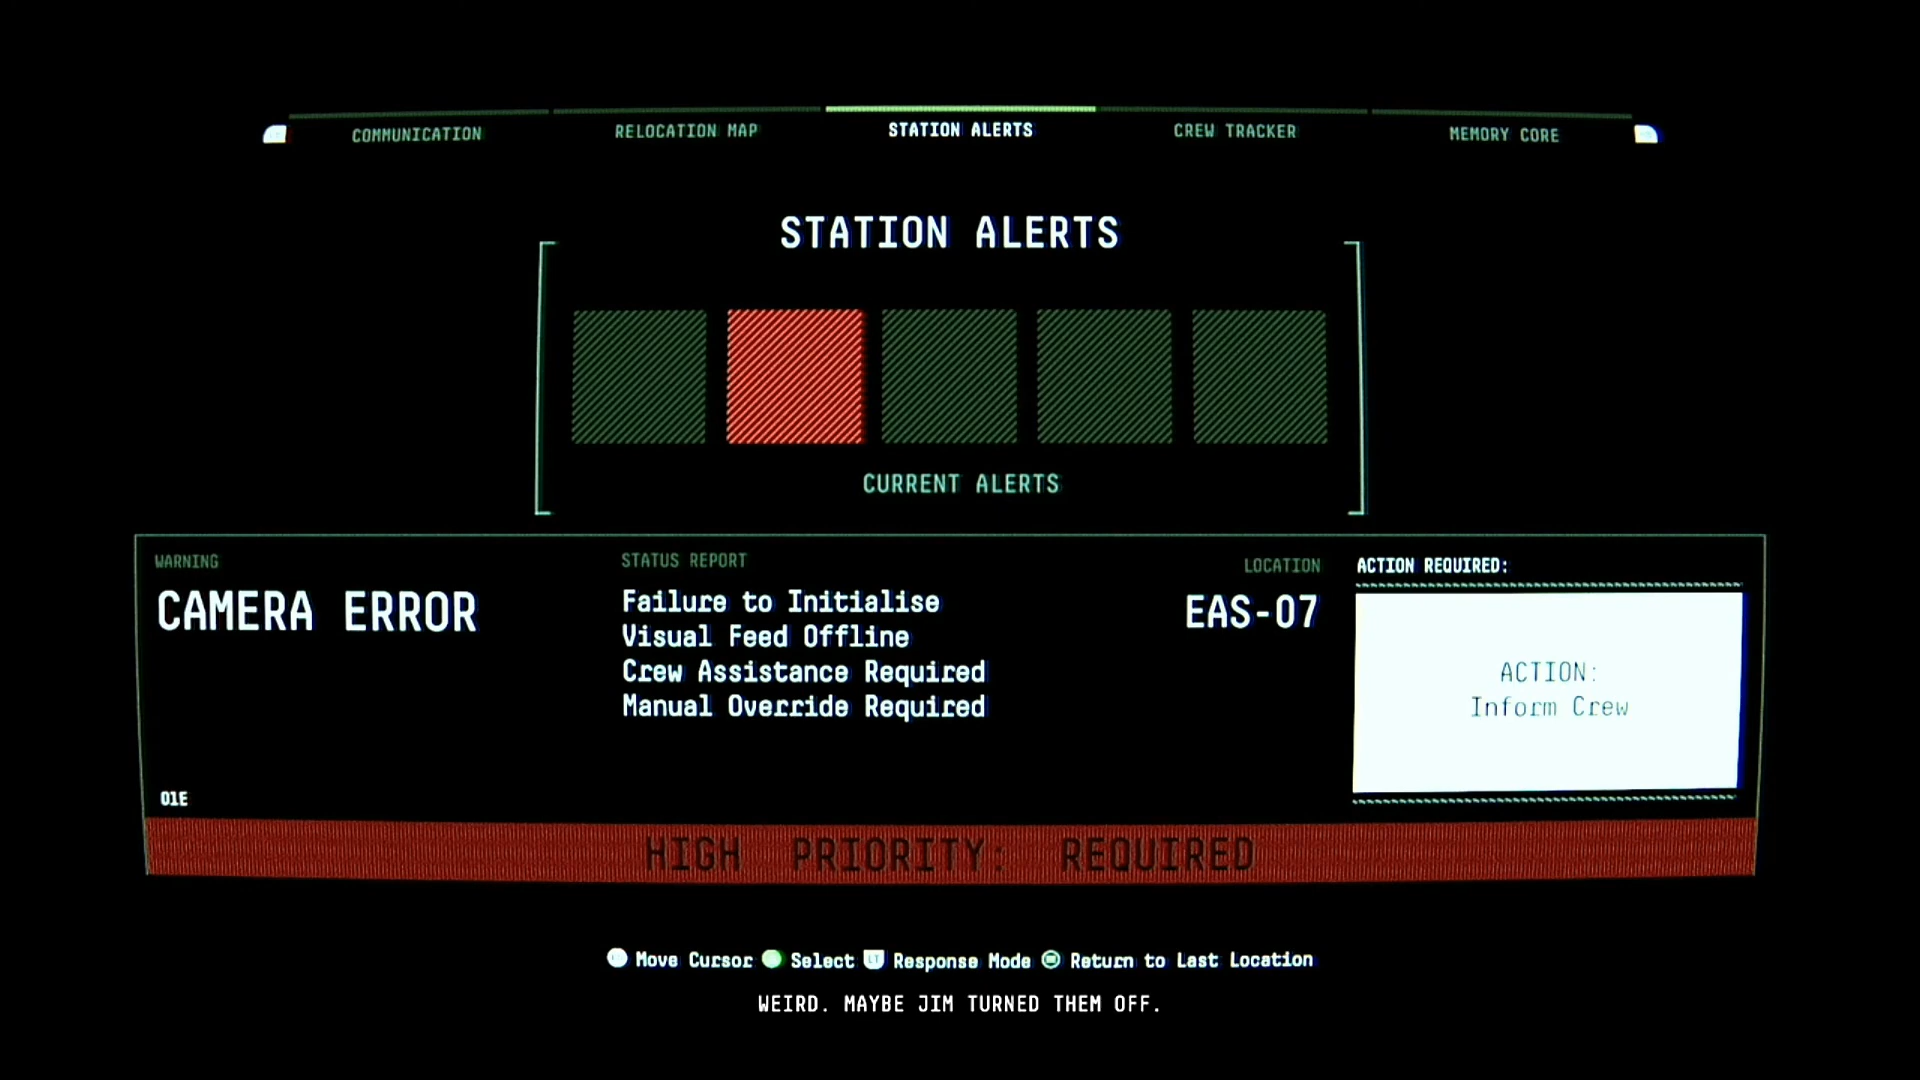 COMMUNICATION
RELOCATION MAP
STATION ALERTS
CREW TRACKER
MEMORY CORE
STATION ALERTS
CURRENT ALERTS
WARNING
CAMERA ERROR
01E
STATUS REPORT
Failure to Initialise
Visual Feed Offline
Crew Assistance Required
Manual Override Required
LOCATION
EAS-07
ACTION REQUIRED:
ACTION:
Inform Crew
HIGH PRIORITY: REQUIRED
Move Cursor Select LT Response Mode Return to Last Location
WEIRD. MAYBE JIM TURNED THEM OFF.